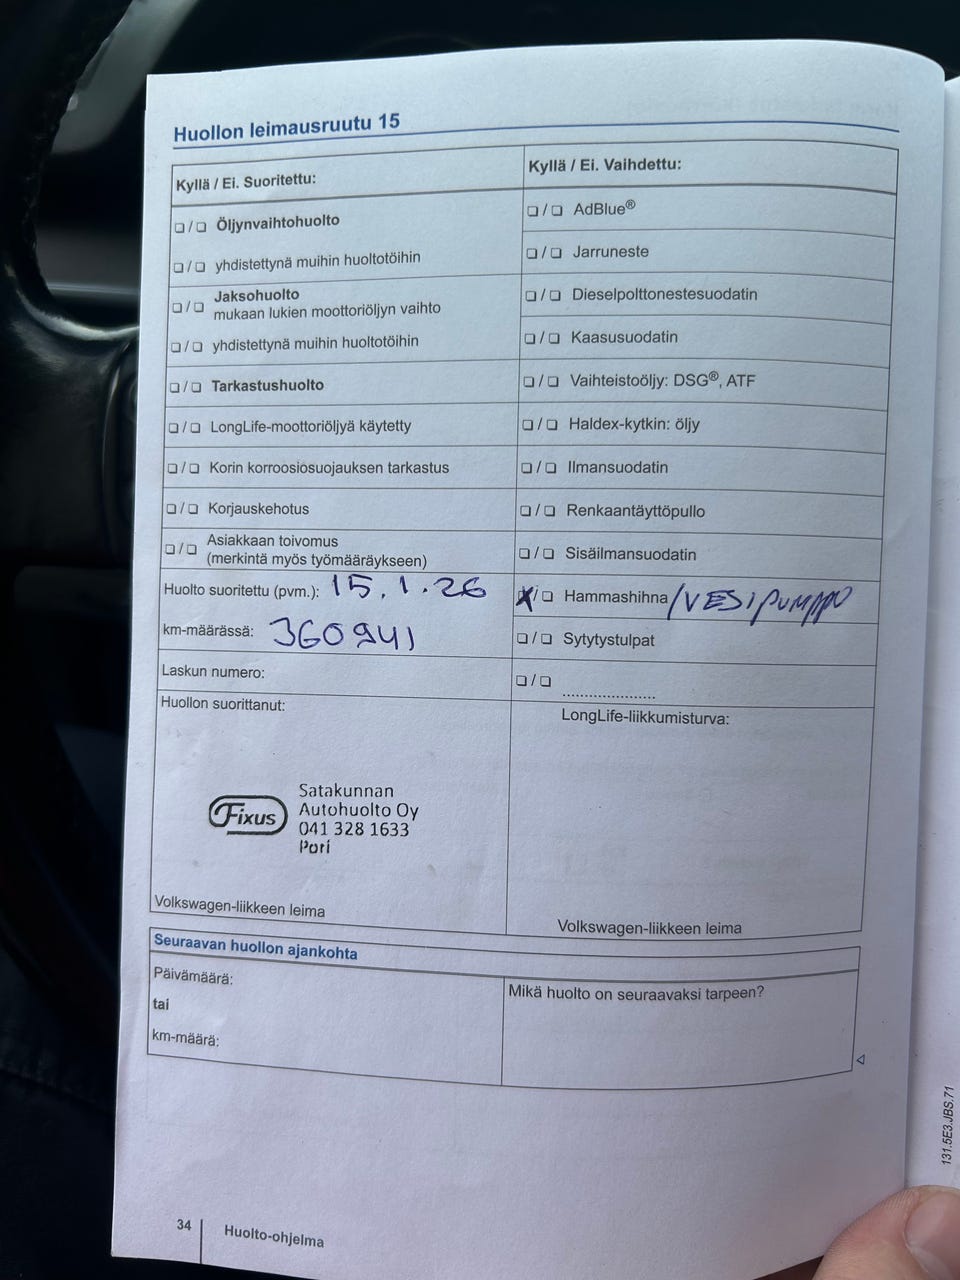 Huollon leimausruutu 15
Kyllä / Ei. Suoritettu:
❏ / ❏ Öljynvaihtohuolto
❏ / ❏ yhdistettynä muihin huoltotöihin
❏ / ❏ Jaksohuolto
mukaan lukien moottoriöljyn vaihto
❏ / ❏ yhdistettynä muihin huoltotöihin
❏ / ❏ Tarkastushuolto
❏ / ❏ LongLife-moottoriöljyä käytetty
❏ / ❏ Korin korroosiosuojauksen tarkastus
❏ / ❏ Korjauskehotus
❏ / ❏ Asiakkaan toivomus
(merkintä myös työmääräykseen)
Huolto suoritettu (pvm.): 15.1.26
km-määrässä: 360941
Laskun numero:
Huollon suorittanut:
Fixus
Satakunnan
Autohuolto Oy
041 328 1633
Pori
Volkswagen-liikkeen leima
Kyllä / Ei. Vaihdettu:
❏ / ❏ AdBlue®
❏ / ❏ Jarruneste
❏ / ❏ Dieselpolttonestesuodatin
❏ / ❏ Kaasusuodatin
❏ / ❏ Vaihteistoöljy: DSG®, ATF
❏ / ❏ Haldex-kytkin: öljy
❏ / ❏ Ilmansuodatin
❏ / ❏ Renkaantäyttöpullo
❏ / ❏ Sisäilmansuodatin
X / ❏ Hammashihna /VESIPUMPPU
❏ / ❏ Sytytystulpat
❏ / ❏ .....................
LongLife-liikkumisturva:
Volkswagen-liikkeen leima
Seuraavan huollon ajankohta
Päivämäärä:
tai
km-määrä:
Mikä huolto on seuraavaksi tarpeen?
131.5E3.JBS.71
34 Huolto-ohjelma